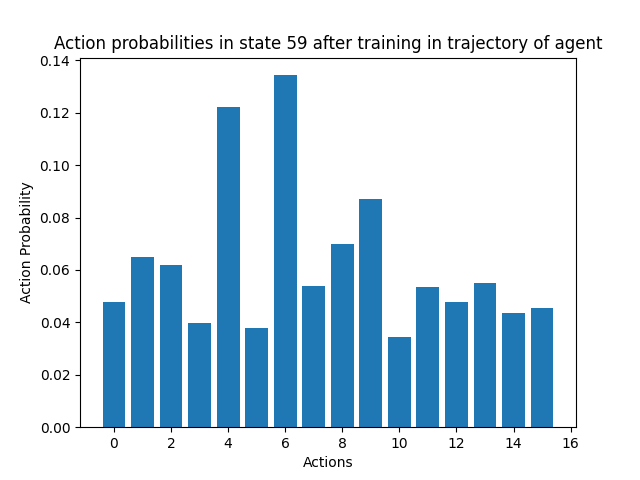 Action probabilities in state 59 after training in trajectory of agent
0.14
0.12
0.10
0.08
0.06
0.04
0.02
0.00
Action Probability
0 2 4 6 8 10 12 14 16
Actions